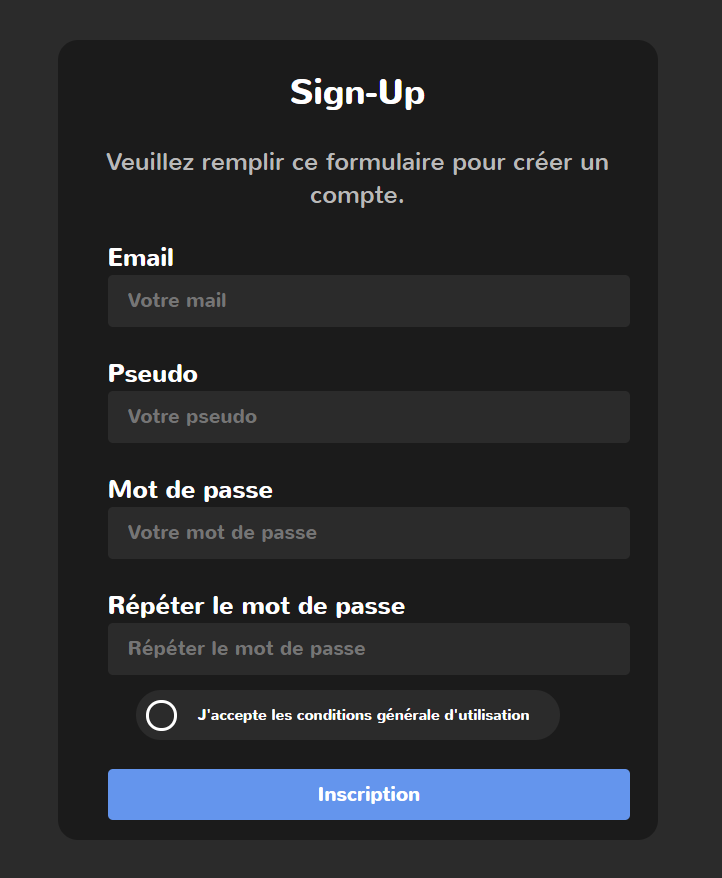 Sign-Up
Veuillez remplir ce formulaire pour créer un
compte.
Email
Votre mail
Pseudo
Votre pseudo
Mot de passe
Votre mot de passe
Répéter le mot de passe
Répéter le mot de passe
J'accepte les conditions générale d'utilisation
Inscription